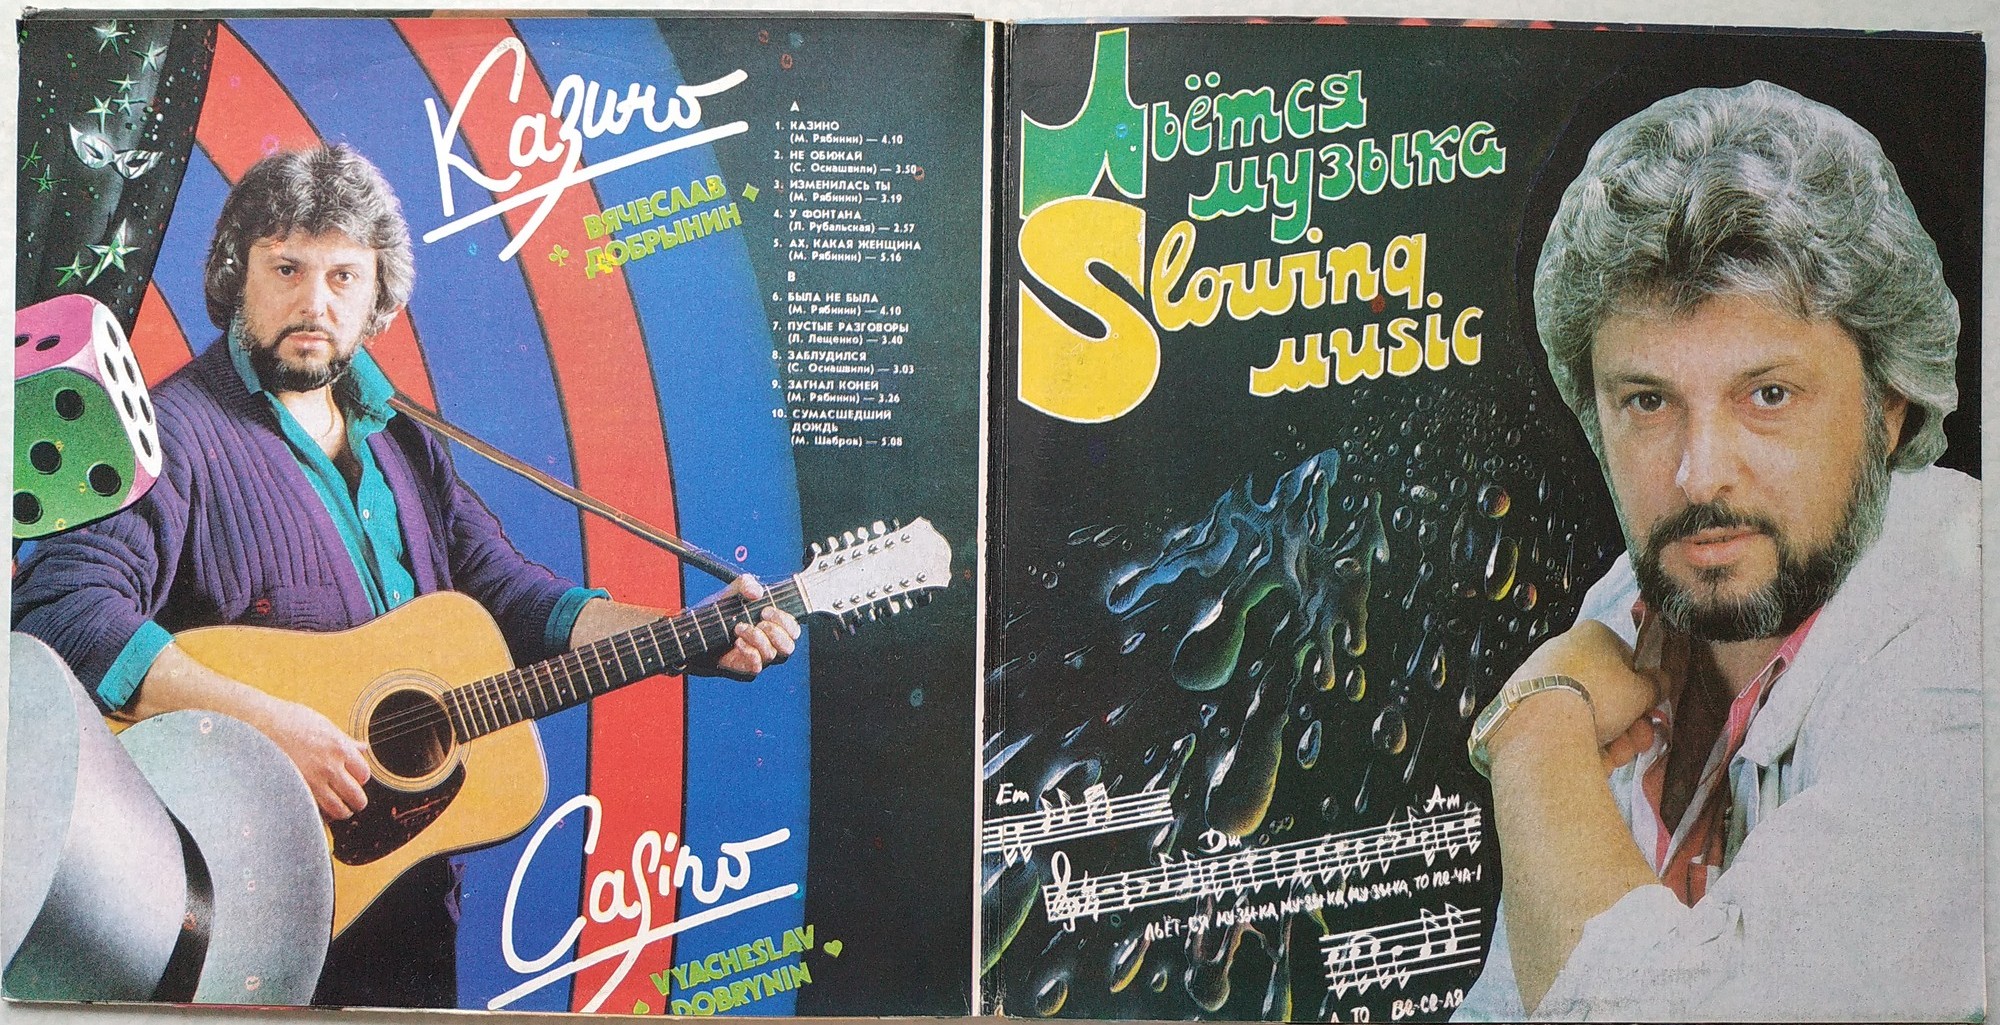 Казино
ВЯЧЕСЛАВ
ДОБРЫНИН
А
1. КАЗИНО
(М. Рябинин) — 4.10
2. НЕ ОБИЖАЙ
(С. Осиашвили) — 3.50
3. ИЗМЕНИЛАСЬ ТЫ
(М. Рябинин) — 3.19
4. У ФОНТАНА
(Л. Рубальская) — 2.57
5. АХ, КАКАЯ ЖЕНЩИНА
(М. Рябинин) — 5.16
В
6. БЫЛА НЕ БЫЛА
(М. Рябинин) — 4.10
7. ПУСТЫЕ РАЗГОВОРЫ
(Л. Лещенко) — 3.40
8. ЗАБЛУДИЛСЯ
(С. Осиашвили) — 3.03
9. ЗАГНАЛ КОНЕЙ
(М. Рябинин) — 3.26
10. СУМАСШЕДШИЙ
ДОЖДЬ
(М. Шабров) — 5.08
Casino
VYACHESLAV
DOBRYNIN
Льётся
музыка
Slowing
music
Em
Dm
Am
ЛЬЁТ-СЯ МУ-ЗЫ-КА, МУ-ЗЫ-КА, МУ-ЗЫ-КА, ТО ПЕ-ЧА-
А ТО ВЕ-СЕ-ЛЯ